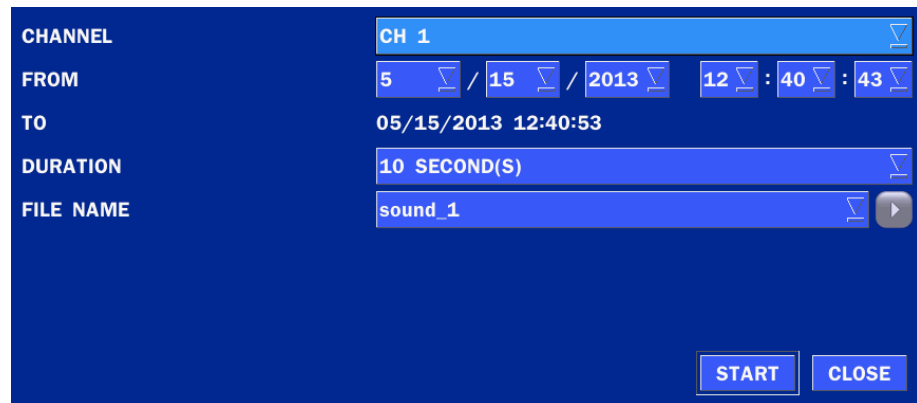 CHANNEL CH 1
FROM 5 / 15 / 2013 12 : 40 : 43
TO 05/15/2013 12:40:53
DURATION 10 SECOND(S)
FILE NAME sound_1
START CLOSE